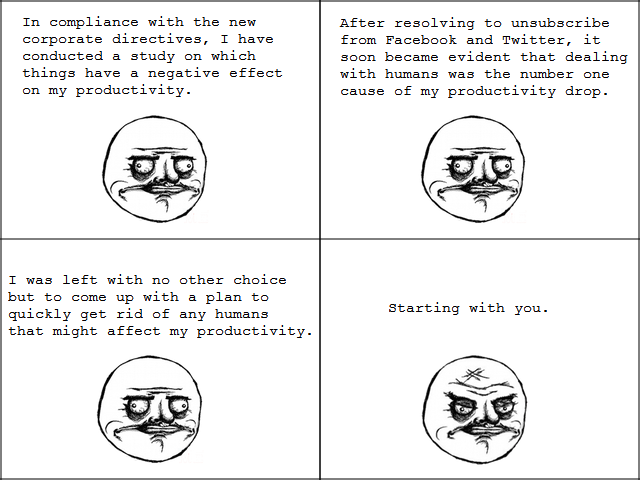 In compliance with the new
corporate directives, I have
conducted a study on which
things have a negative effect
on my productivity.
After resolving to unsubscribe
from Facebook and Twitter, it
soon became evident that dealing
with humans was the number one
cause of my productivity drop.
I was left with no other choice
but to come up with a plan to
quickly get rid of any humans
that might affect my productivity.
Starting with you.